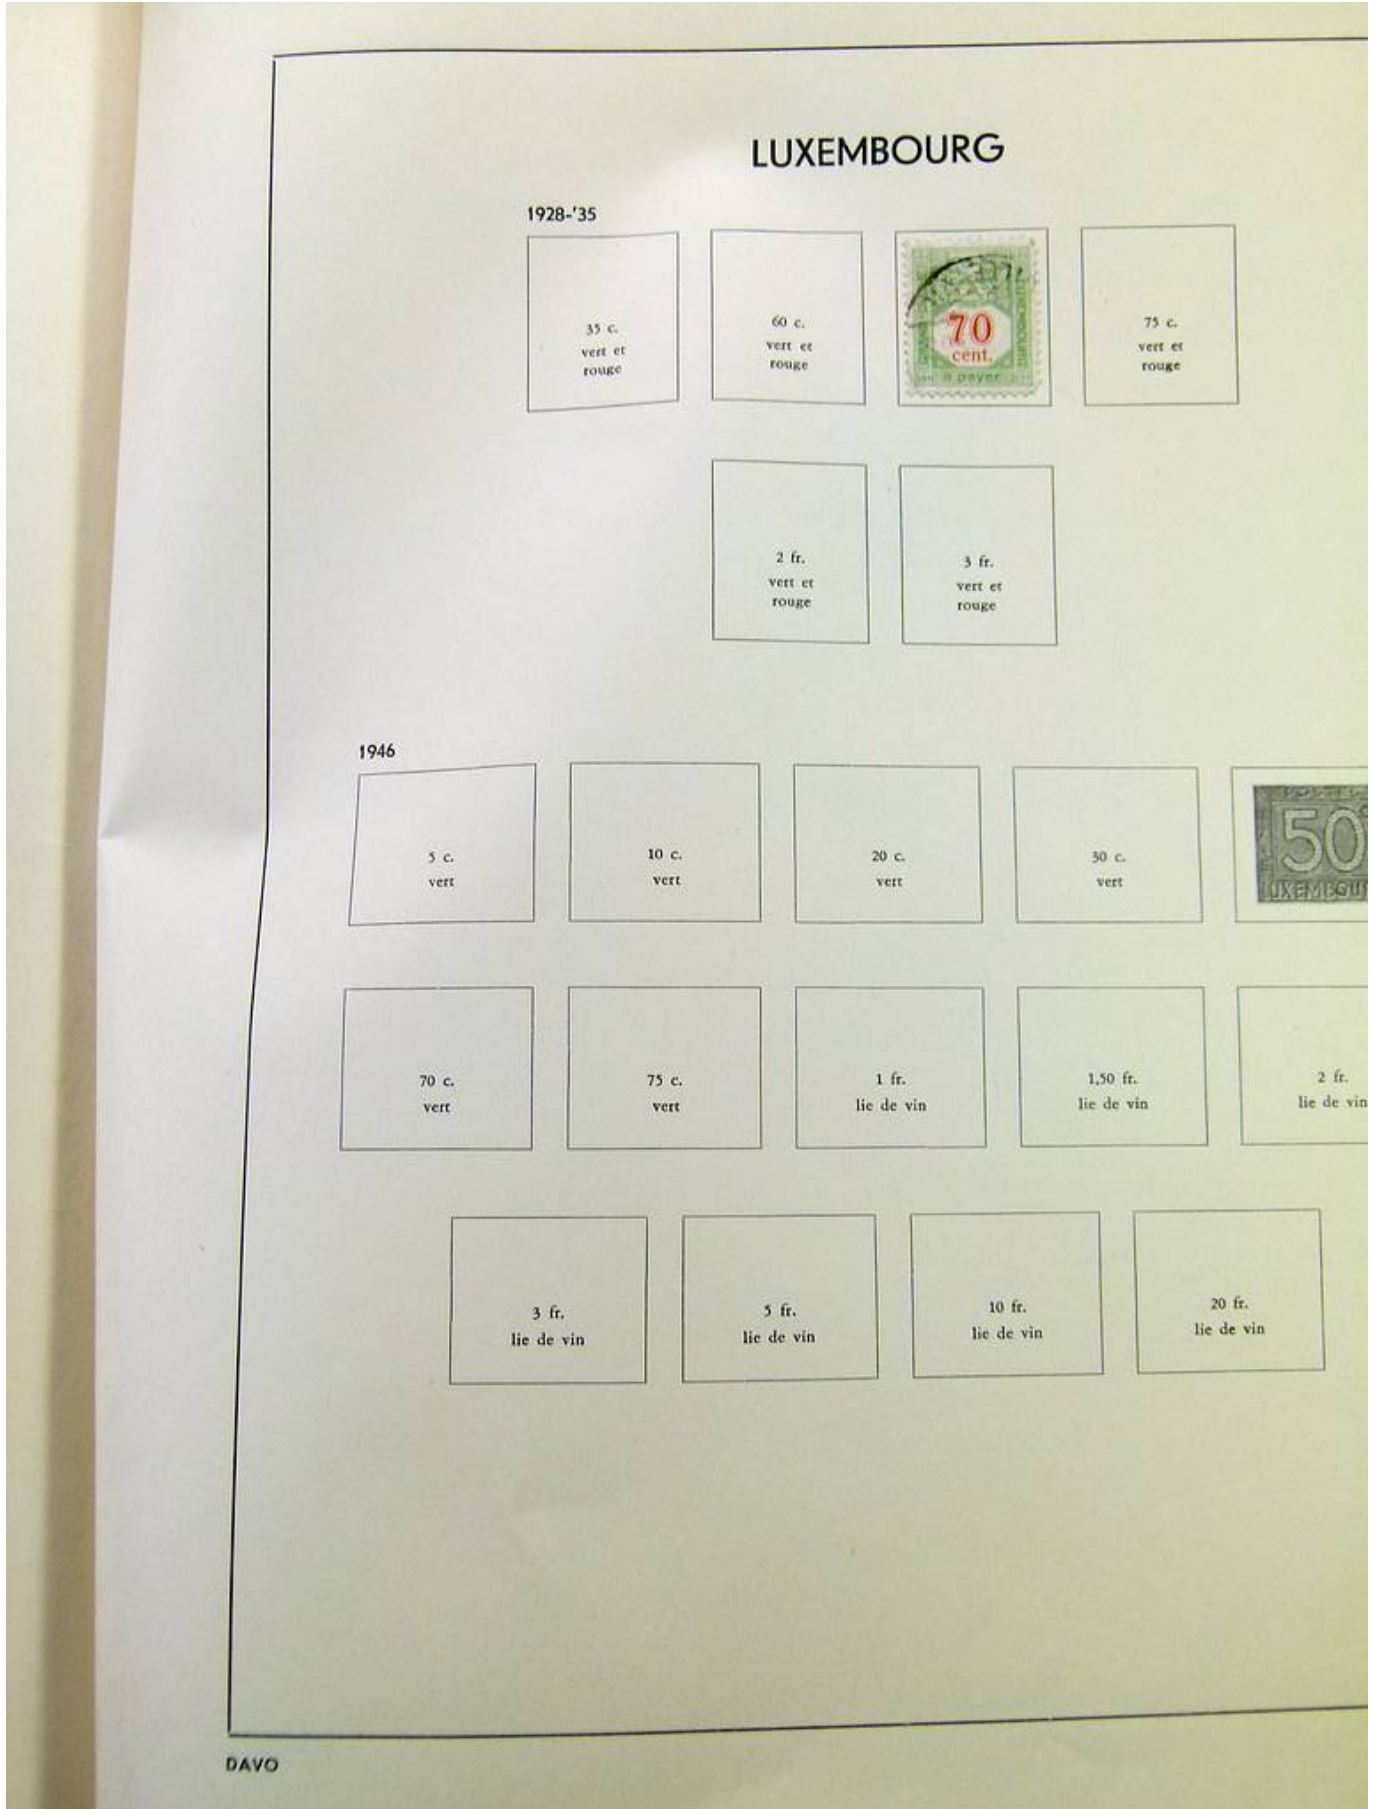 LUXEMBOURG
1928-'35
35 c.
vert et
rouge
60 c.
vert et
rouge
70
cent.
à payer
75 c.
vert et
rouge
2 fr.
vert et
rouge
3 fr.
vert et
rouge
1946
5 c.
vert
10 c.
vert
20 c.
vert
30 c.
vert
50
70 c.
vert
75 c.
vert
1 fr.
lie de vin
1,50 fr.
lie de vin
2 fr.
lie de vin
3 fr.
lie de vin
5 fr.
lie de vin
10 fr.
lie de vin
20 fr.
lie de vin
DAVO